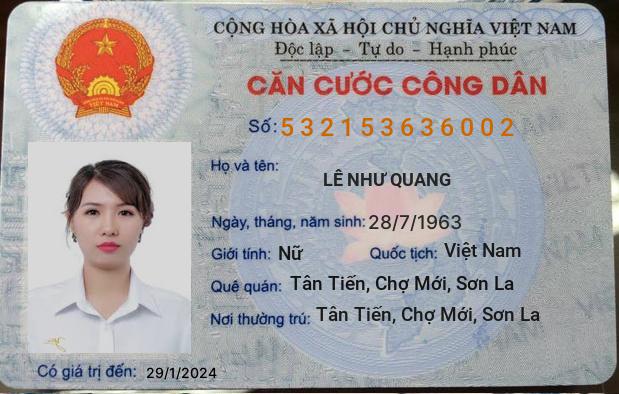 CỘNG HÒA XÃ HỘI CHỦ NGHĨA VIỆT NAM
Độc lập - Tự do - Hạnh phúc
CĂN CƯỚC CÔNG DÂN
Số: 532153636002
Họ và tên:
LÊ NHƯ QUANG
Ngày, tháng, năm sinh: 28/7/1963
Giới tính: Nữ Quốc tịch: Việt Nam
Quê quán: Tân Tiến, Chợ Mới, Sơn La
Nơi thường trú: Tân Tiến, Chợ Mới, Sơn La
Có giá trị đến: 29/1/2024
VIỆT NAM